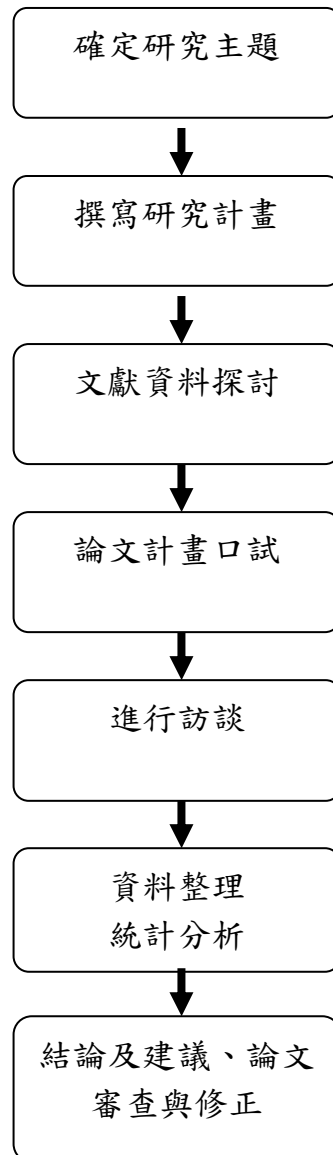 確定研究主題
撰寫研究計畫
文獻資料探討
論文計畫口試
進行訪談
資料整理
統計分析
結論及建議、論文
審查與修正